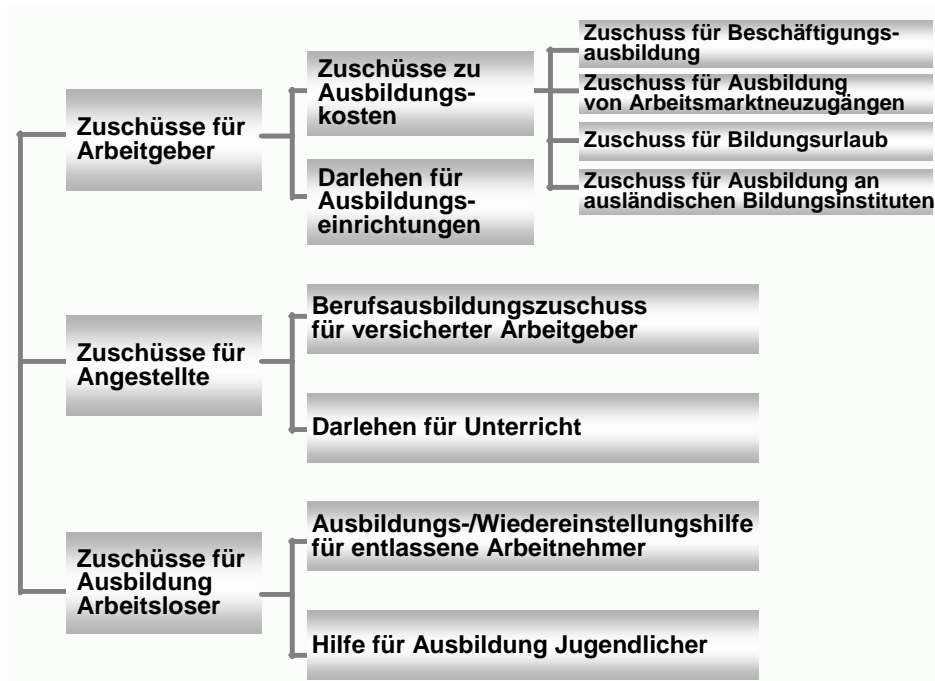 Zuschüsse für
Arbeitgeber
Zuschüsse zu
Ausbildungs-
kosten
Zuschuss für Beschäftigungs-
ausbildung
Zuschuss für Ausbildung
von Arbeitsmarktneuzugängen
Zuschuss für Bildungsurlaub
Zuschuss für Ausbildung an
ausländischen Bildungsinstituten
Darlehen für
Ausbildungs-
einrichtungen
Zuschüsse für
Angestellte
Berufsausbildungszuschuss
für versicherter Arbeitgeber
Darlehen für Unterricht
Zuschüsse für
Ausbildung
Arbeitsloser
Ausbildungs-/Wiedereinstellungshilfe
für entlassene Arbeitnehmer
Hilfe für Ausbildung Jugendlicher